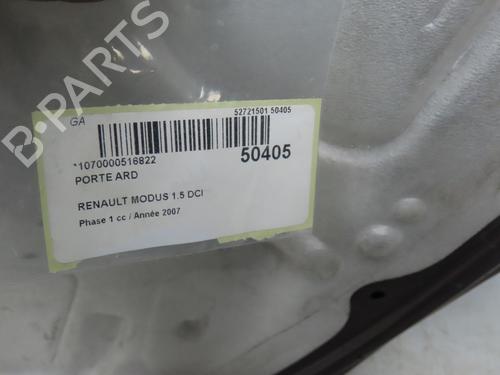 B-PARTS
GA
52721501 50405
*1070000516822
50405
PORTE ARD
RENAULT MODUS 1.5 DCI
Phase 1 cc / Année 2007